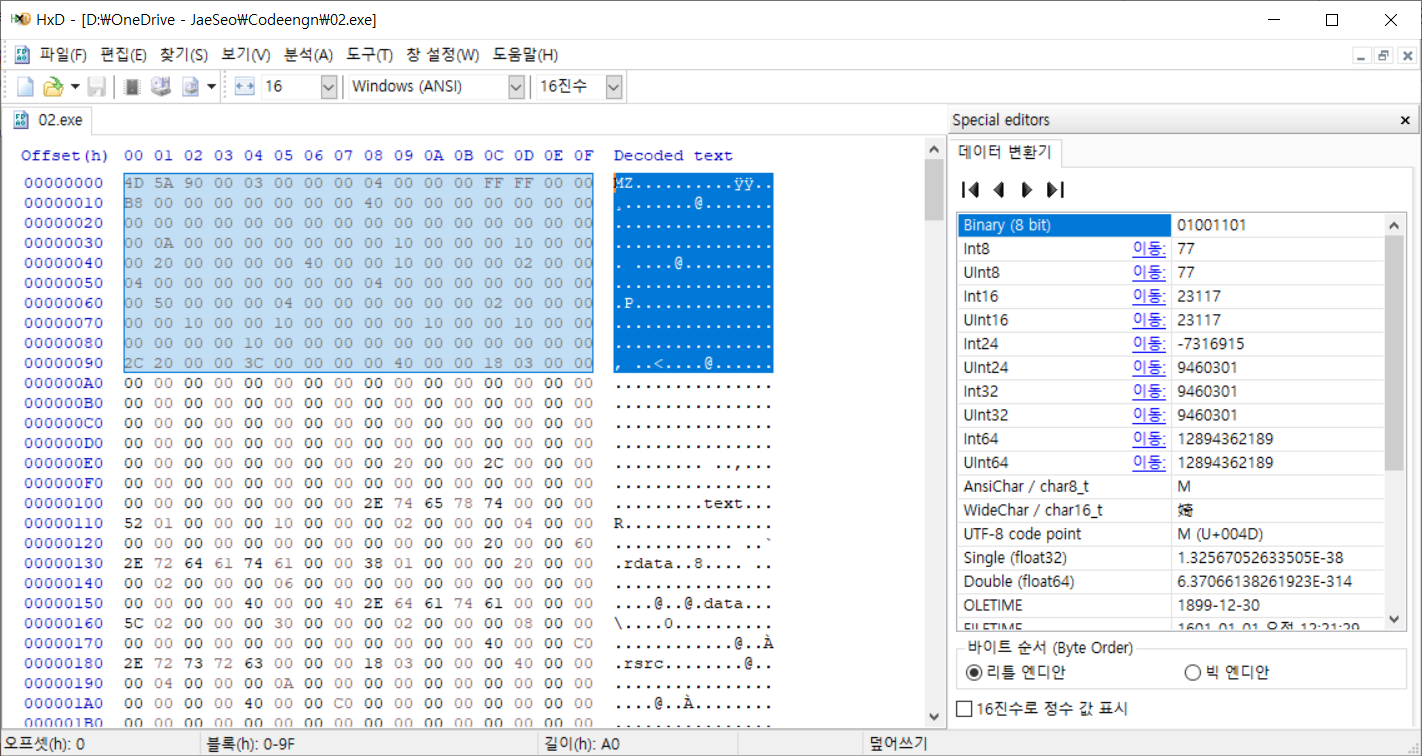 HxD - [D:₩OneDrive - JaeSeo₩Codeengn₩02.exe]
파일(F) 편집(E) 찾기(S) 보기(V) 분석(A) 도구(T) 창 설정(W) 도움말(H)
16 Windows (ANSI) 16진수
02.exe
Offset(h) 00 01 02 03 04 05 06 07 08 09 0A 0B 0C 0D 0E 0F Decoded text
00000000 4D 5A 90 00 03 00 00 00 04 00 00 00 FF FF 00 00 MZ..........ÿÿ..
00000010 B8 00 00 00 00 00 00 00 40 00 00 00 00 00 00 00 ¸.......@.......
00000020 00 00 00 00 00 00 00 00 00 00 00 00 00 00 00 00 ................
00000030 00 0A 00 00 00 00 00 00 00 10 00 00 00 10 00 00 ................
00000040 00 20 00 00 00 00 40 00 00 10 00 00 00 02 00 00 . ....@.........
00000050 04 00 00 00 00 00 00 00 04 00 00 00 00 00 00 00 ................
00000060 00 50 00 00 00 04 00 00 00 00 00 00 02 00 00 00 .P..............
00000070 00 00 10 00 00 10 00 00 00 00 10 00 00 10 00 00 ................
00000080 00 00 00 00 10 00 00 00 00 00 00 00 00 00 00 00 ................
00000090 2C 20 00 00 3C 00 00 00 00 40 00 00 18 03 00 00 , ..<....@......
000000A0 00 00 00 00 00 00 00 00 00 00 00 00 00 00 00 00 ................
000000B0 00 00 00 00 00 00 00 00 00 00 00 00 00 00 00 00 ................
000000C0 00 00 00 00 00 00 00 00 00 00 00 00 00 00 00 00 ................
000000D0 00 00 00 00 00 00 00 00 00 00 00 00 00 00 00 00 ................
000000E0 00 00 00 00 00 00 00 00 00 20 00 00 2C 00 00 00 ......... ..,...
000000F0 00 00 00 00 00 00 00 00 00 00 00 00 00 00 00 00 ................
00000100 00 00 00 00 00 00 00 00 2E 74 65 78 74 00 00 00 .........text...
00000110 52 01 00 00 00 10 00 00 00 02 00 00 00 04 00 00 R...............
00000120 00 00 00 00 00 00 00 00 00 00 00 00 20 00 00 60 ............ ..`
00000130 2E 72 64 61 74 61 00 00 38 01 00 00 00 20 00 00 .rdata..8.... ..
00000140 00 02 00 00 00 06 00 00 00 00 00 00 00 00 00 00 ................
00000150 00 00 00 00 40 00 00 40 2E 64 61 74 61 00 00 00 ....@..@.data...
00000160 5C 02 00 00 00 30 00 00 00 02 00 00 00 08 00 00 \....0..........
00000170 00 00 00 00 00 00 00 00 00 00 00 00 40 00 00 C0 ............@..À
00000180 2E 72 73 72 63 00 00 00 18 03 00 00 00 40 00 00 .rsrc........@..
00000190 00 04 00 00 00 0A 00 00 00 00 00 00 00 00 00 00 ................
000001A0 00 00 00 00 40 00 00 C0 00 00 00 00 00 00 00 00 ....@..À........
000001B0 00 00 00 00 00 00 00 00 00 00 00 00 00 00 00 00
오프셋(h): 0 블록(h): 0-9F 길이(h): A0 덮어쓰기
Special editors
데이터 변환기
Binary (8 bit) 01001101
Int8 이동: 77
UInt8 이동: 77
Int16 이동: 23117
UInt16 이동: 23117
Int24 이동: -7316915
UInt24 이동: 9460301
Int32 이동: 9460301
UInt32 이동: 9460301
Int64 이동: 12894362189
UInt64 이동: 12894362189
AnsiChar / char8_t M
WideChar / char16_t 婍
UTF-8 code point M (U+004D)
Single (float32) 1.32567052633505E-38
Double (float64) 6.37066138261923E-314
OLETIME 1899-12-30
FILETIME 1601-01-01 오전 12:21:29
바이트 순서 (Byte Order)
리틀 엔디안 빅 엔디안
16진수로 정수 값 표시